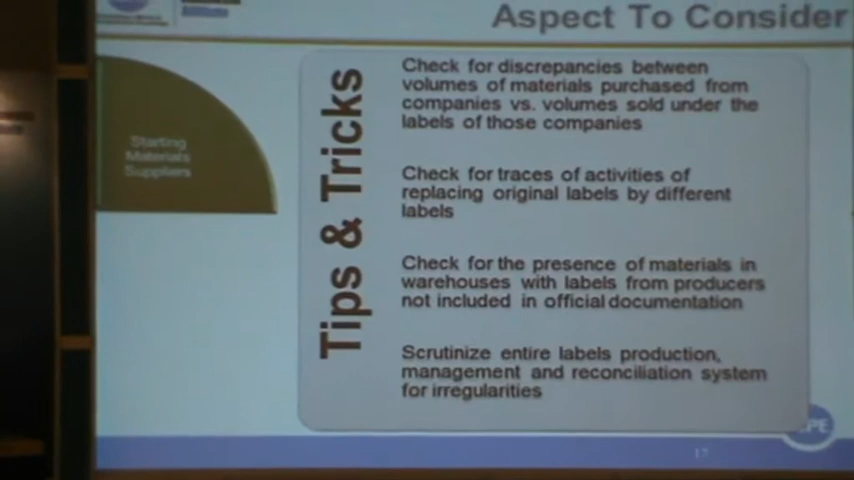 Aspect To Consider
Starting
Materials
Suppliers
Tips & Tricks
Check for discrepancies between
volumes of materials purchased from
companies vs. volumes sold under the
labels of those companies
Check for traces of activities of
replacing original labels by different
labels
Check for the presence of materials in
warehouses with labels from producers
not included in official documentation
Scrutinize entire labels production,
management and reconciliation system
for irregularities
17